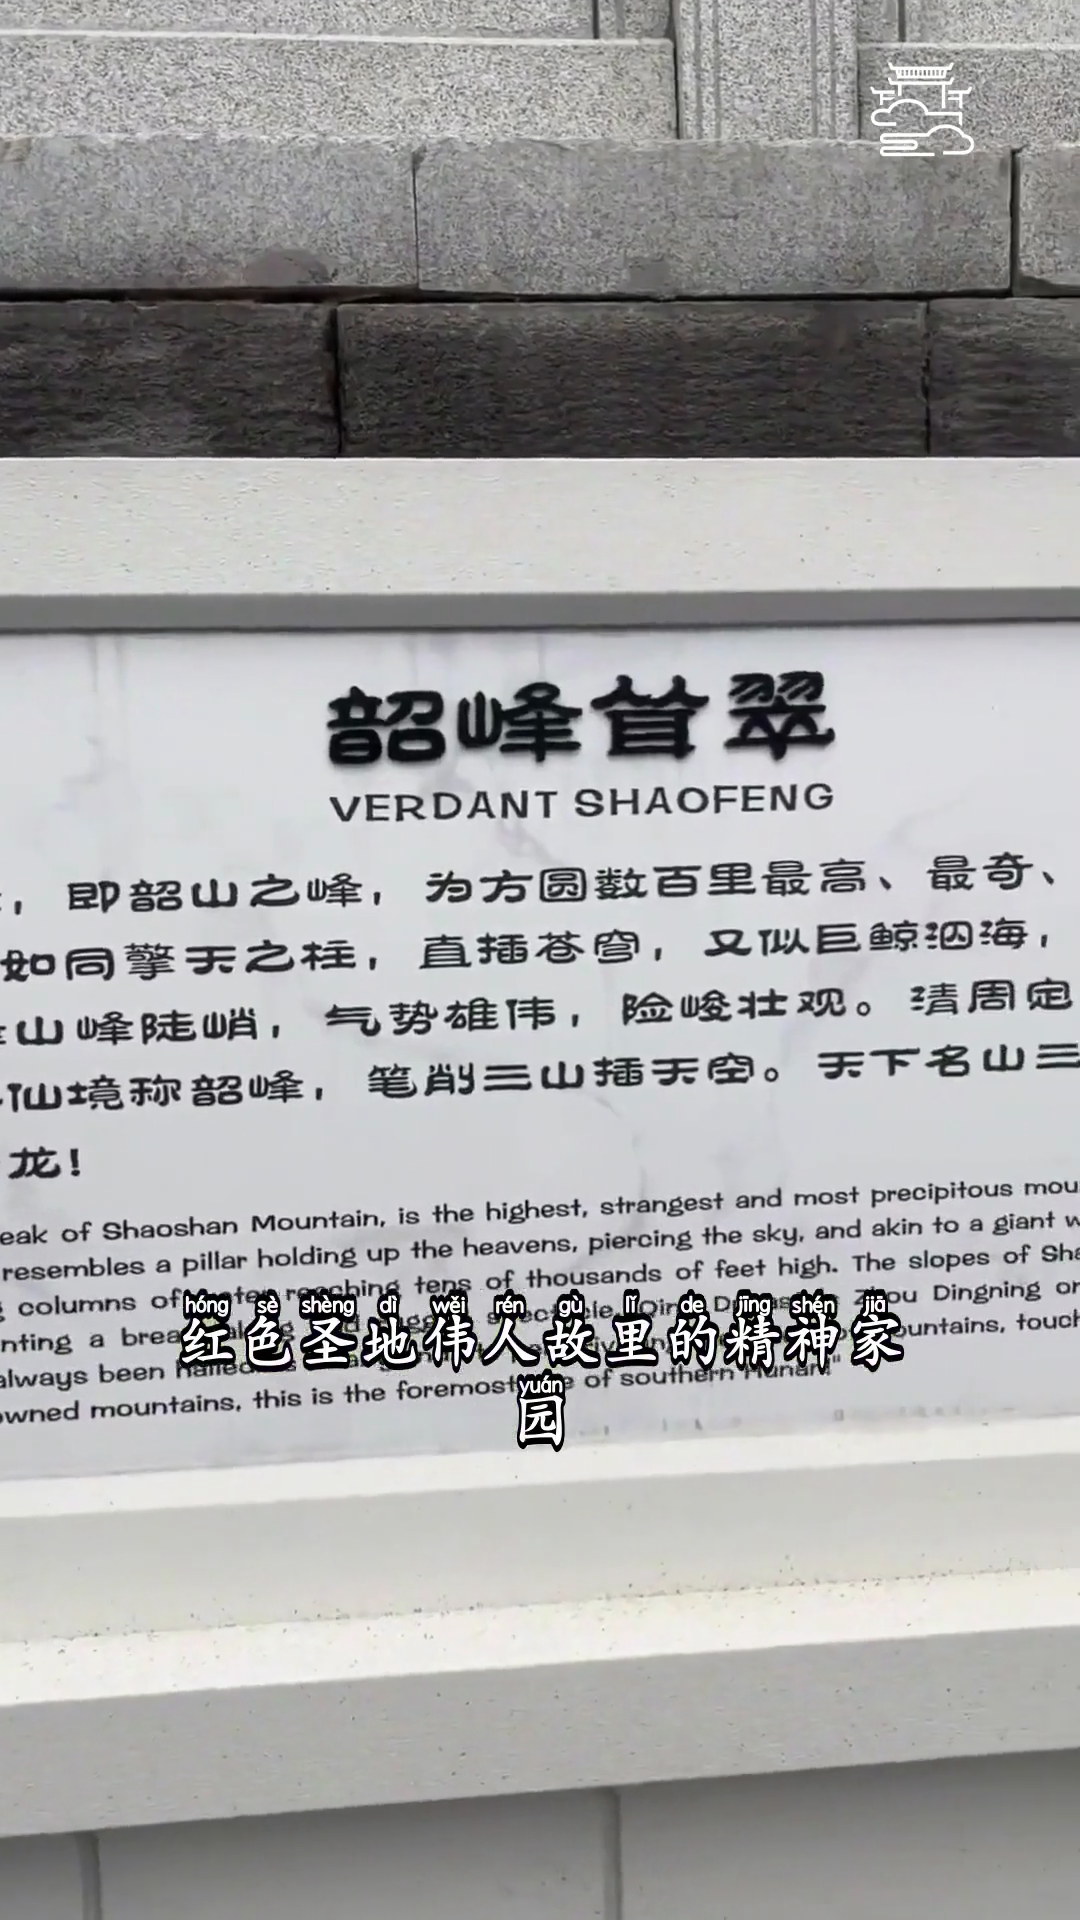 韶峰首翠
VERDANT SHAOFENG
，即韶山之峰，为方圆数百里最高、最奇、
如同擎天之柱，直插苍穹，又似巨鲸泗海，
山峰陡峭，气势雄伟，险峻壮观。清周定
仙境称韶峰，笔削三山插天空。天下名山三
龙！
eak of Shaoshan Mountain, is the highest, strangest and most precipitous mou
resembles a pillar holding up the heavens, piercing the sky, and akin to a giant w
columns of reaching tens of thousands of feet high. The slopes of Sha
nting a brea Dingning or
always been ountains, touch
owned mountains, this is the foremost of southern Hunan!"
hóng sè shèng dì wěi rén gù lǐ de jīng shén jiā
红色圣地伟人故里的精神家
yuán
园